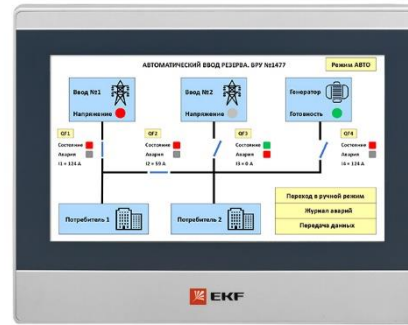 АВТОМАТИЧЕСКИЙ ВВОД РЕЗЕРВА. БРУ №1477
Режим АВТО
Ввод №1
Напряжение
Ввод №2
Напряжение
Генератор
Готовность
QF1
Состояние
Авария
I1 = 124 А
QF2
Состояние
Авария
I2 = 59 А
QF3
Состояние
Авария
I3 = 0 А
QF4
Состояние
Авария
I4 = 124 А
Потребитель 1
Потребитель 2
Переход в ручной режим
Журнал аварий
Передача данных
EKF